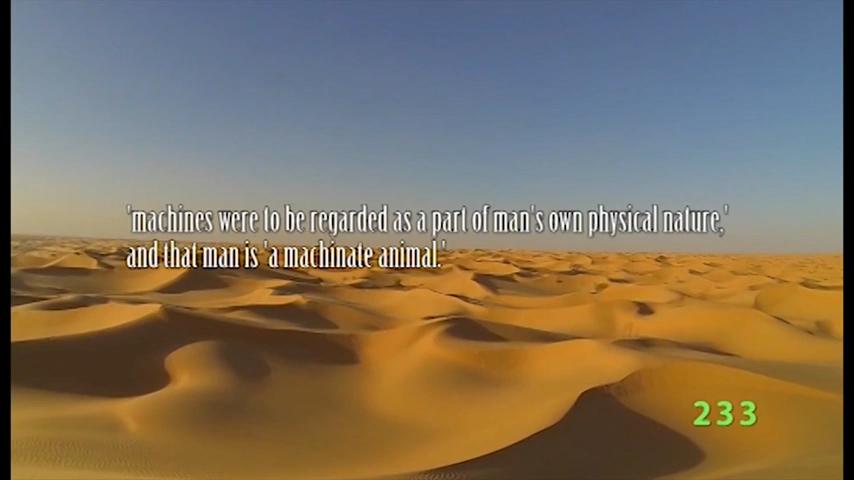 'machines were to be regarded as a part of man's own physical nature,'
and that man is 'a machinate animal.'
233